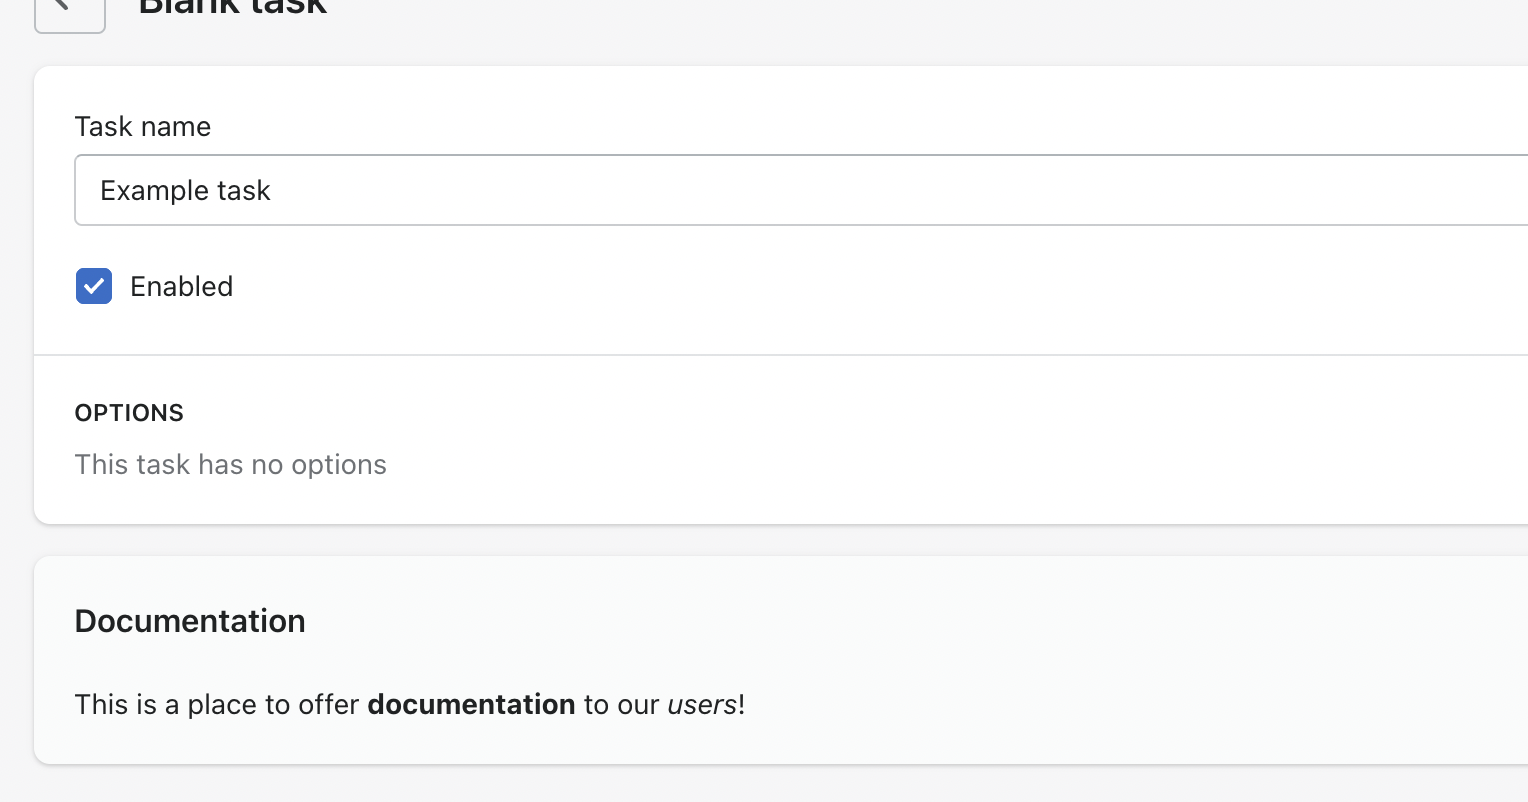 Blank task
Task name
Example task
Enabled
OPTIONS
This task has no options
Documentation
This is a place to offer documentation to our users!